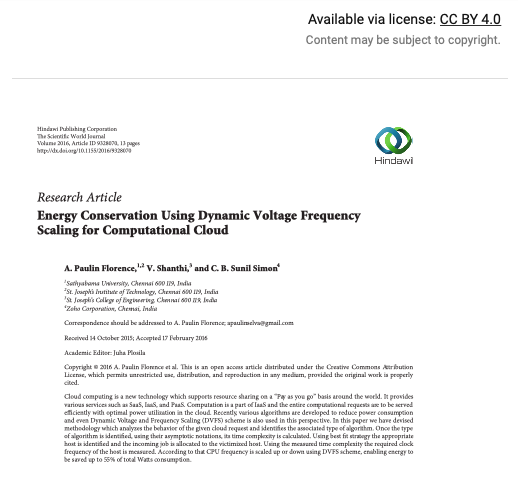 Available via license: CC BY 4.0
Content may be subject to copyright.
Hindawi Publishing Corporation
The Scientific World Journal
Volume 2016, Article ID 9328070, 13 pages
http://dx.doi.org/10.1155/2016/9328070
Hindawi
Research Article
Energy Conservation Using Dynamic Voltage Frequency
Scaling for Computational Cloud
A. Paulin Florence,1,2 V. Shanthi,3 and C. B. Sunil Simon4
1Sathyabama University, Chennai 600 119, India
2St. Joseph's Institute of Technology, Chennai 600 119, India
3St. Joseph's College of Engineering, Chennai 600 119, India
4Zoho Corporation, Chennai, India
Correspondence should be addressed to A. Paulin Florence; apaulinselva@gmail.com
Received 14 October 2015; Accepted 17 February 2016
Academic Editor: Juha Plosila
Copyright © 2016 A. Paulin Florence et al. This is an open access article distributed under the Creative Commons Attribution
License, which permits unrestricted use, distribution, and reproduction in any medium, provided the original work is properly
cited.
Cloud computing is a new technology which supports resource sharing on a "Pay as you go" basis around the world. It provides
various services such as SaaS, IaaS, and PaaS. Computation is a part of IaaS and the entire computational requests are to be served
efficiently with optimal power utilization in the cloud. Recently, various algorithms are developed to reduce power consumption
and even Dynamic Voltage and Frequency Scaling (DVFS) scheme is also used in this perspective. In this paper we have devised
methodology which analyzes the behavior of the given cloud request and identifies the associated type of algorithm. Once the type
of algorithm is identified, using their asymptotic notations, its time complexity is calculated. Using best fit strategy the appropriate
host is identified and the incoming job is allocated to the victimized host. Using the measured time complexity the required clock
frequency of the host is measured. According to that CPU frequency is scaled up or down using DVFS scheme, enabling energy to
be saved up to 55% of total Watts consumption.